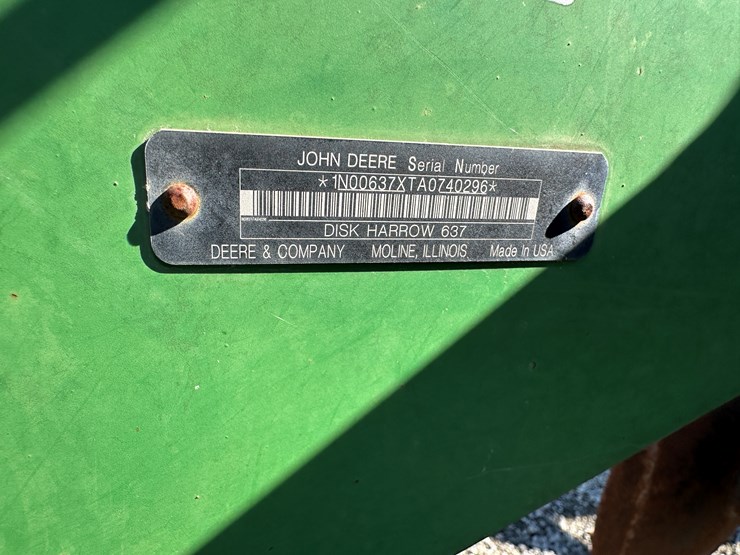 JOHN DEERE Serial Number
*1N00637XTA0740296*
DISK HARROW 637
DEERE & COMPANY MOLINE, ILLINOIS Made In USA